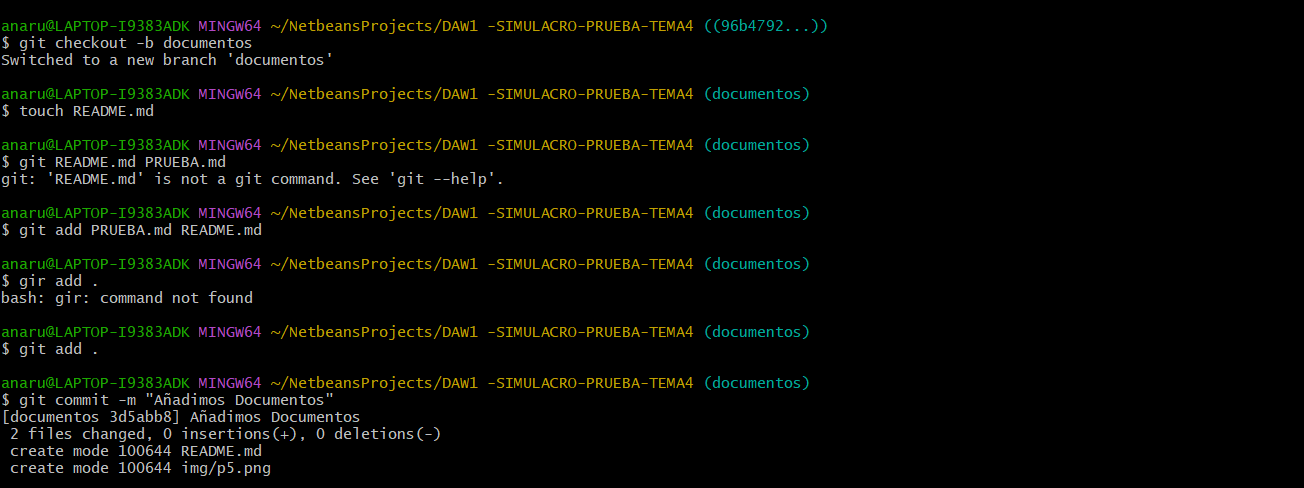 anaru@LAPTOP-I9383ADK MINGW64 ~/NetbeansProjects/DAW1 -SIMULACRO-PRUEBA-TEMA4 ((96b4792...))
$ git checkout -b documentos
Switched to a new branch 'documentos'
anaru@LAPTOP-I9383ADK MINGW64 ~/NetbeansProjects/DAW1 -SIMULACRO-PRUEBA-TEMA4 (documentos)
$ touch README.md
anaru@LAPTOP-I9383ADK MINGW64 ~/NetbeansProjects/DAW1 -SIMULACRO-PRUEBA-TEMA4 (documentos)
$ git README.md PRUEBA.md
git: 'README.md' is not a git command. See 'git --help'.
anaru@LAPTOP-I9383ADK MINGW64 ~/NetbeansProjects/DAW1 -SIMULACRO-PRUEBA-TEMA4 (documentos)
$ git add PRUEBA.md README.md
anaru@LAPTOP-I9383ADK MINGW64 ~/NetbeansProjects/DAW1 -SIMULACRO-PRUEBA-TEMA4 (documentos)
$ gir add .
bash: gir: command not found
anaru@LAPTOP-I9383ADK MINGW64 ~/NetbeansProjects/DAW1 -SIMULACRO-PRUEBA-TEMA4 (documentos)
$ git add .
anaru@LAPTOP-I9383ADK MINGW64 ~/NetbeansProjects/DAW1 -SIMULACRO-PRUEBA-TEMA4 (documentos)
$ git commit -m "Añadimos Documentos"
[documentos 3d5abb8] Añadimos Documentos
 2 files changed, 0 insertions(+), 0 deletions(-)
 create mode 100644 README.md
 create mode 100644 img/p5.png